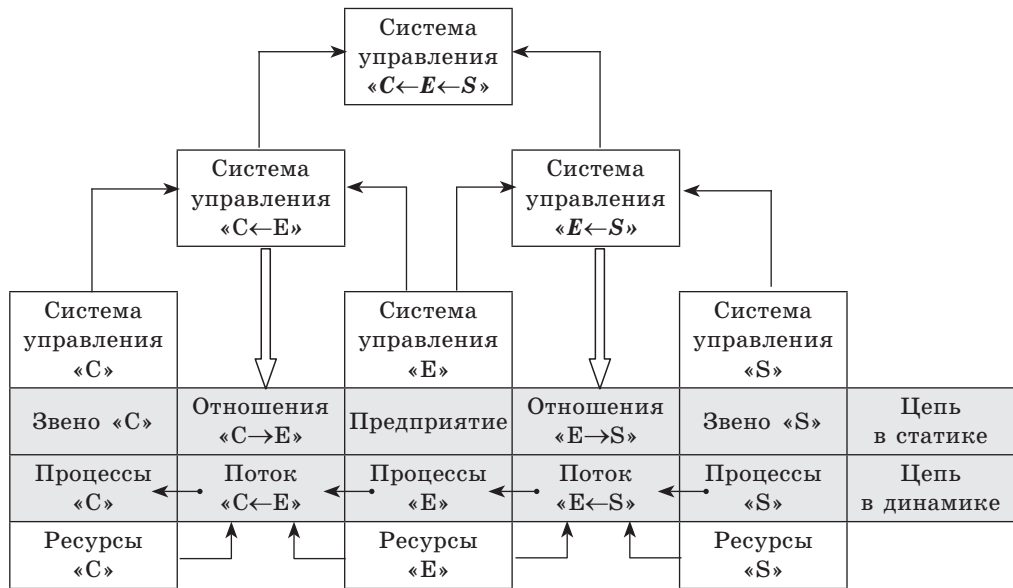 Система
управления
«C←E←S»
Система
управления
«C←E»
Система
управления
«E←S»
Система
управления
«C»
Система
управления
«E»
Система
управления
«S»
Звено «C»
Отношения
«C→E»
Предприятие
Отношения
«E→S»
Звено «S»
Цепь
в статике
Процессы
«C»
Поток
«C←E»
Процессы
«E»
Поток
«E←S»
Процессы
«S»
Цепь
в динамике
Ресурсы
«C»
Ресурсы
«E»
Ресурсы
«S»